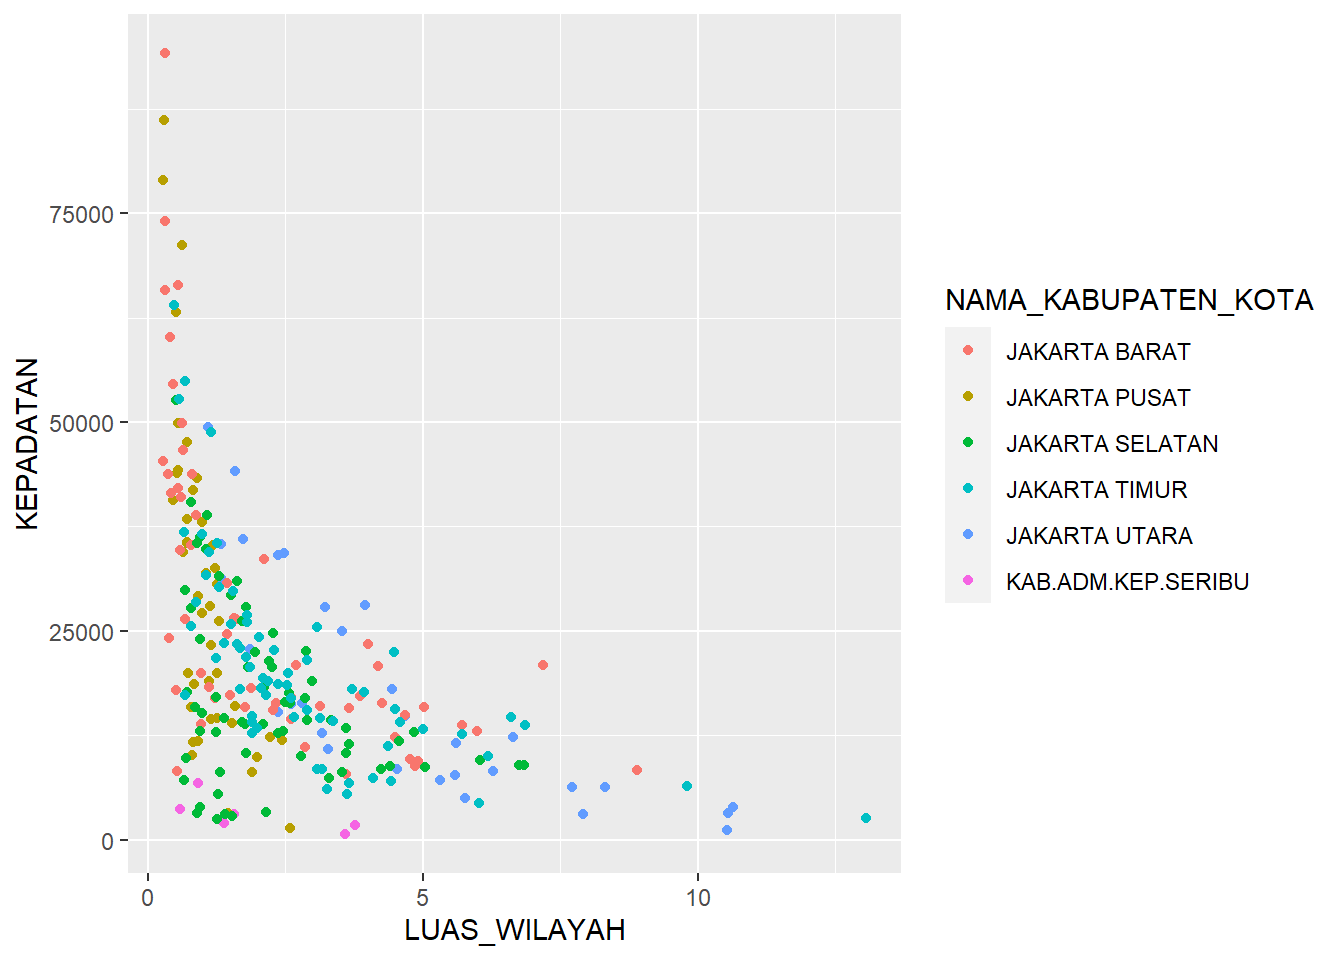 KEPADATAN
75000
50000
25000
0
0
5
10
LUAS_WILAYAH
NAMA_KABUPATEN_KOTA
JAKARTA BARAT
JAKARTA PUSAT
JAKARTA SELATAN
JAKARTA TIMUR
JAKARTA UTARA
KAB.ADM.KEP.SERIBU